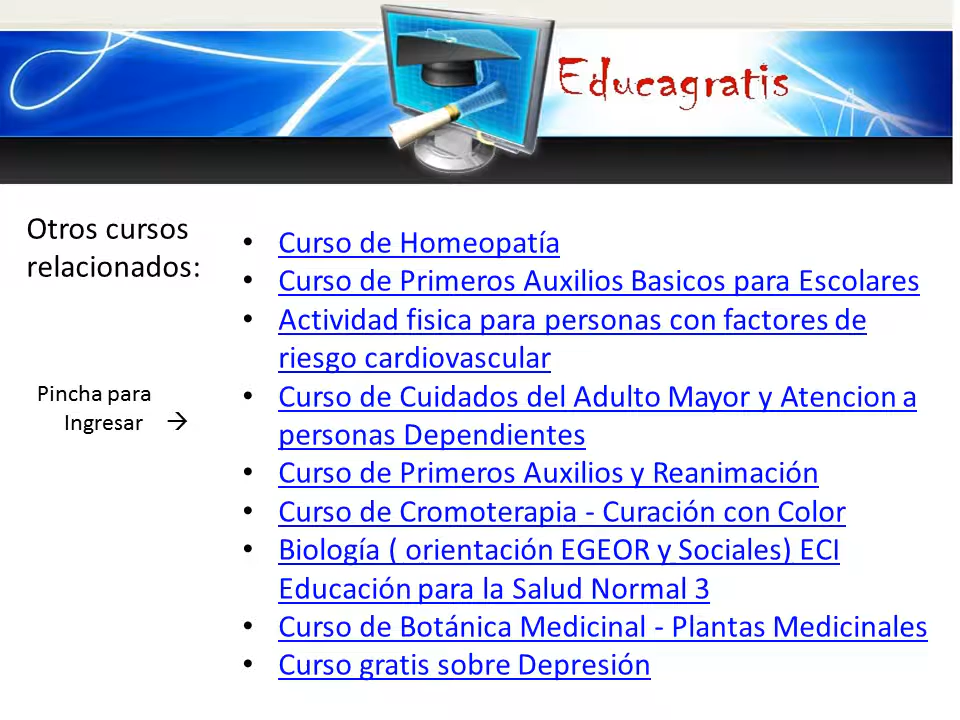 Educagratis
Otros cursos
relacionados:
Pincha para
Ingresar →
• Curso de Homeopatía
• Curso de Primeros Auxilios Basicos para Escolares
• Actividad fisica para personas con factores de
riesgo cardiovascular
• Curso de Cuidados del Adulto Mayor y Atencion a
personas Dependientes
• Curso de Primeros Auxilios y Reanimación
• Curso de Cromoterapia - Curación con Color
• Biología ( orientación EGEOR y Sociales) ECI
Educación para la Salud Normal 3
• Curso de Botánica Medicinal - Plantas Medicinales
• Curso gratis sobre Depresión